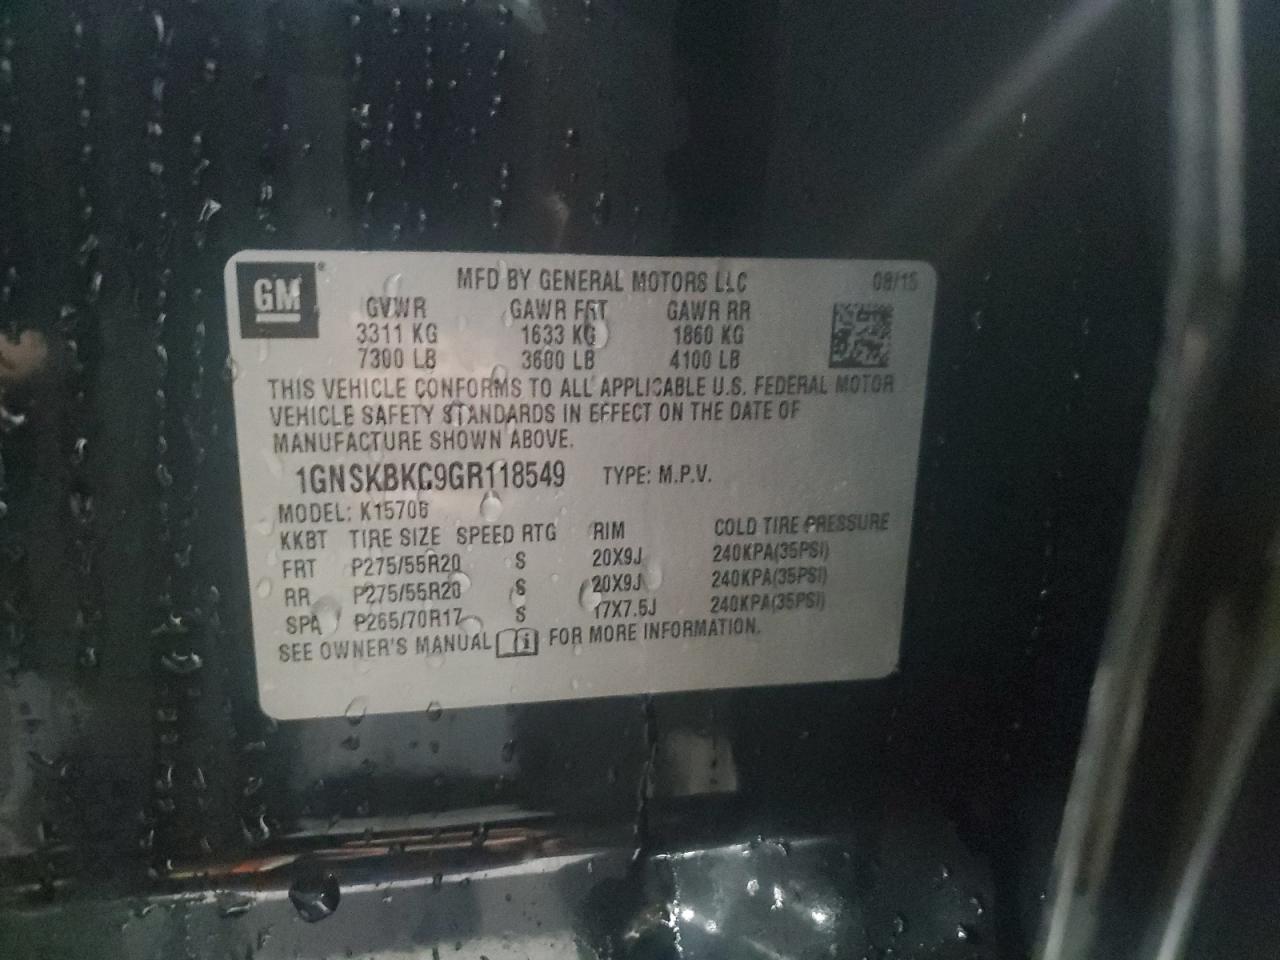 GM
MFD BY GENERAL MOTORS LLC 08/15
GVWR GAWR FRT GAWR RR
3311 KG 1633 KG 1860 KG
7300 LB 3600 LB 4100 LB
THIS VEHICLE CONFORMS TO ALL APPLICABLE U.S. FEDERAL MOTOR
VEHICLE SAFETY STANDARDS IN EFFECT ON THE DATE OF
MANUFACTURE SHOWN ABOVE.
1GNSKBKC9GR118549 TYPE: M.P.V.
MODEL: K15706
KKBT TIRE SIZE SPEED RTG RIM COLD TIRE PRESSURE
FRT P275/55R20 S 20X9J 240KPA(35PSI)
RR P275/55R20 S 20X9J 240KPA(35PSI)
SPA P265/70R17 S 17X7.5J 240KPA(35PSI)
SEE OWNER'S MANUAL i FOR MORE INFORMATION.